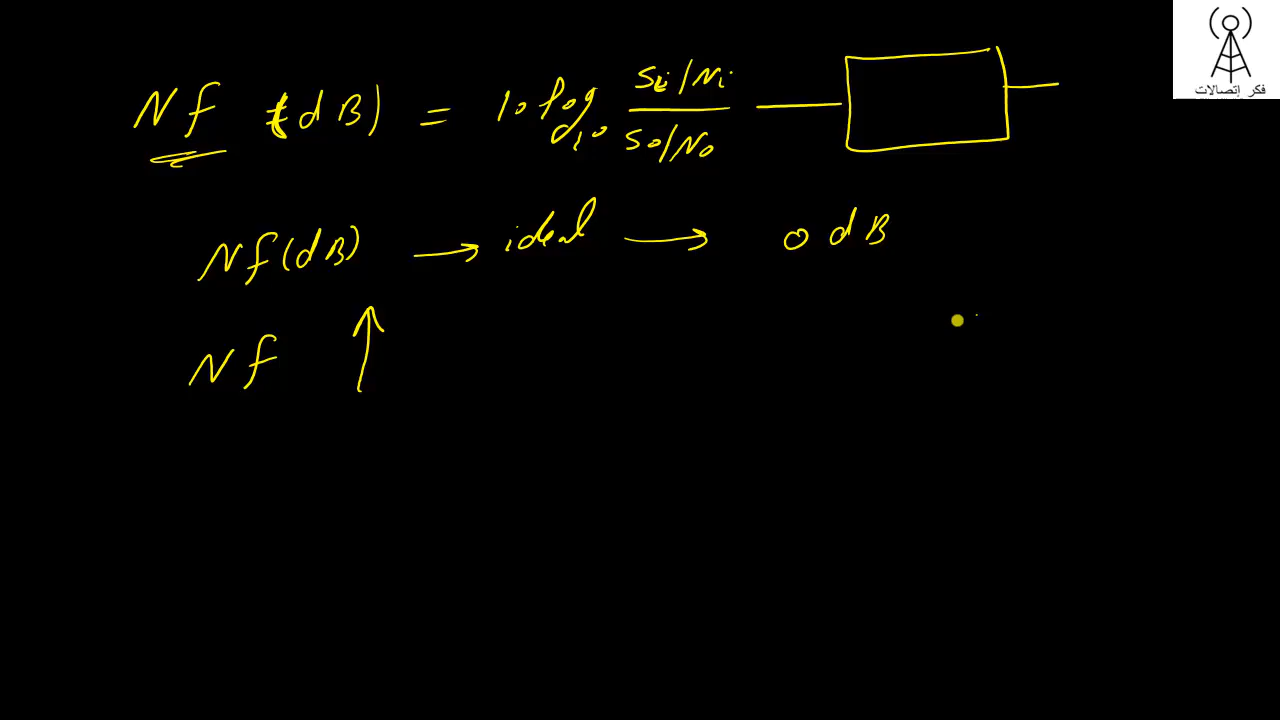 Nf (dB) = 10 log10 Si/Ni / So/No
Nf(dB) → ideal → 0 dB
Nf ↑
فكر إتصالات